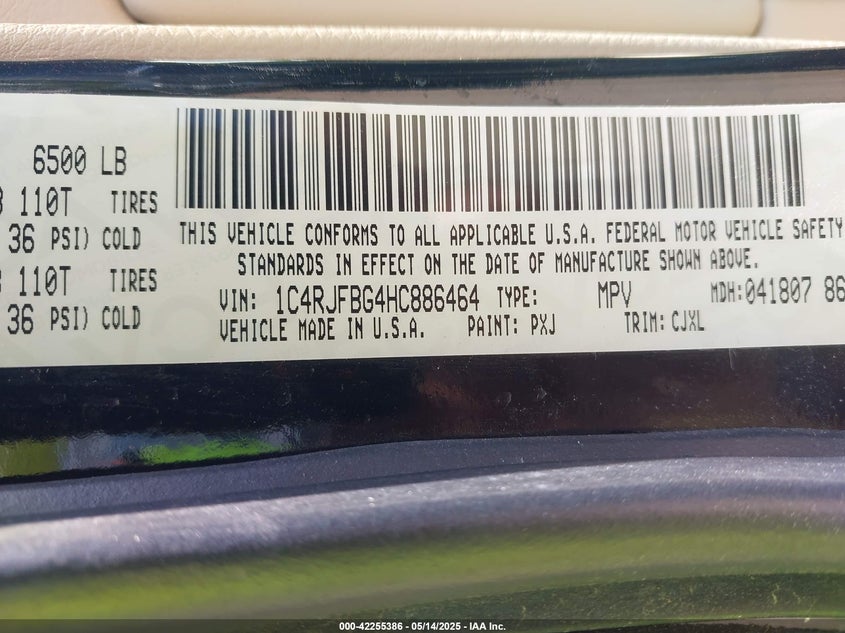 6500 LB
110T TIRES
36 PSI) COLD
110T TIRES
36 PSI) COLD
THIS VEHICLE CONFORMS TO ALL APPLICABLE U.S.A. FEDERAL MOTOR VEHICLE SAFETY
STANDARDS IN EFFECT ON THE DATE OF MANUFACTURE SHOWN ABOVE.
VIN: 1C4RJFBG4HC886464 TYPE: MPV MDH:041807 86
VEHICLE MADE IN U.S.A. PAINT: PXJ TRIM: CJXL
000-42255386 - 05/14/2025 - IAA Inc.